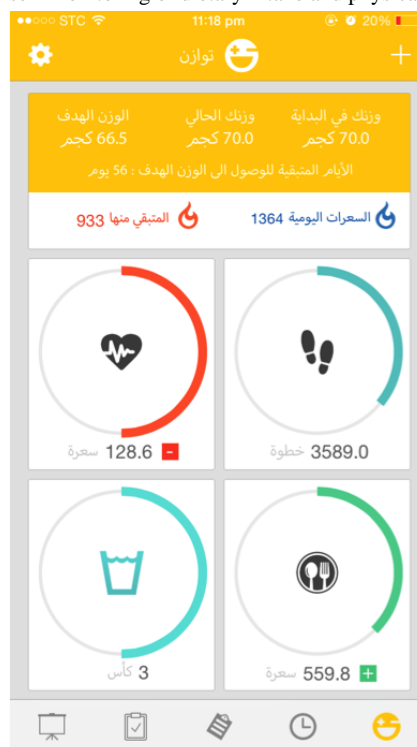 STC 11:18 pm 20%
توازن
وزنك في البداية وزنك الحالي الوزن الهدف
70.0 كجم 70.0 كجم 66.5 كجم
الأيام المتبقية للوصول الى الوزن الهدف : 56 يوم
السعرات اليومية 1364 المتبقي منها 933
3589.0 خطوة
128.6 سعرة
559.8 سعرة
3 كأس